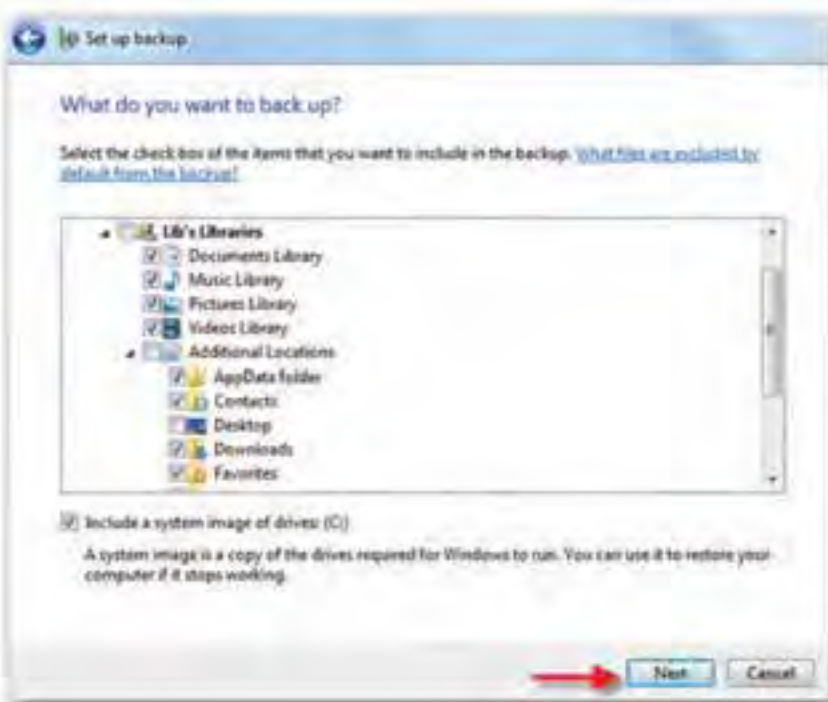 Set up backup
What do you want to back up?
Select the check box of the items that you want to include in the backup. What files are excluded by
default from the backup?
Lib's Libraries
Documents Library
Music Library
Pictures Library
Videos Library
Additional Locations
AppData folder
Contacts
Desktop
Downloads
Favorites
Include a system image of drives: (C:)
A system image is a copy of the drives required for Windows to run. You can use it to restore your
computer if it stops working.
Next Cancel